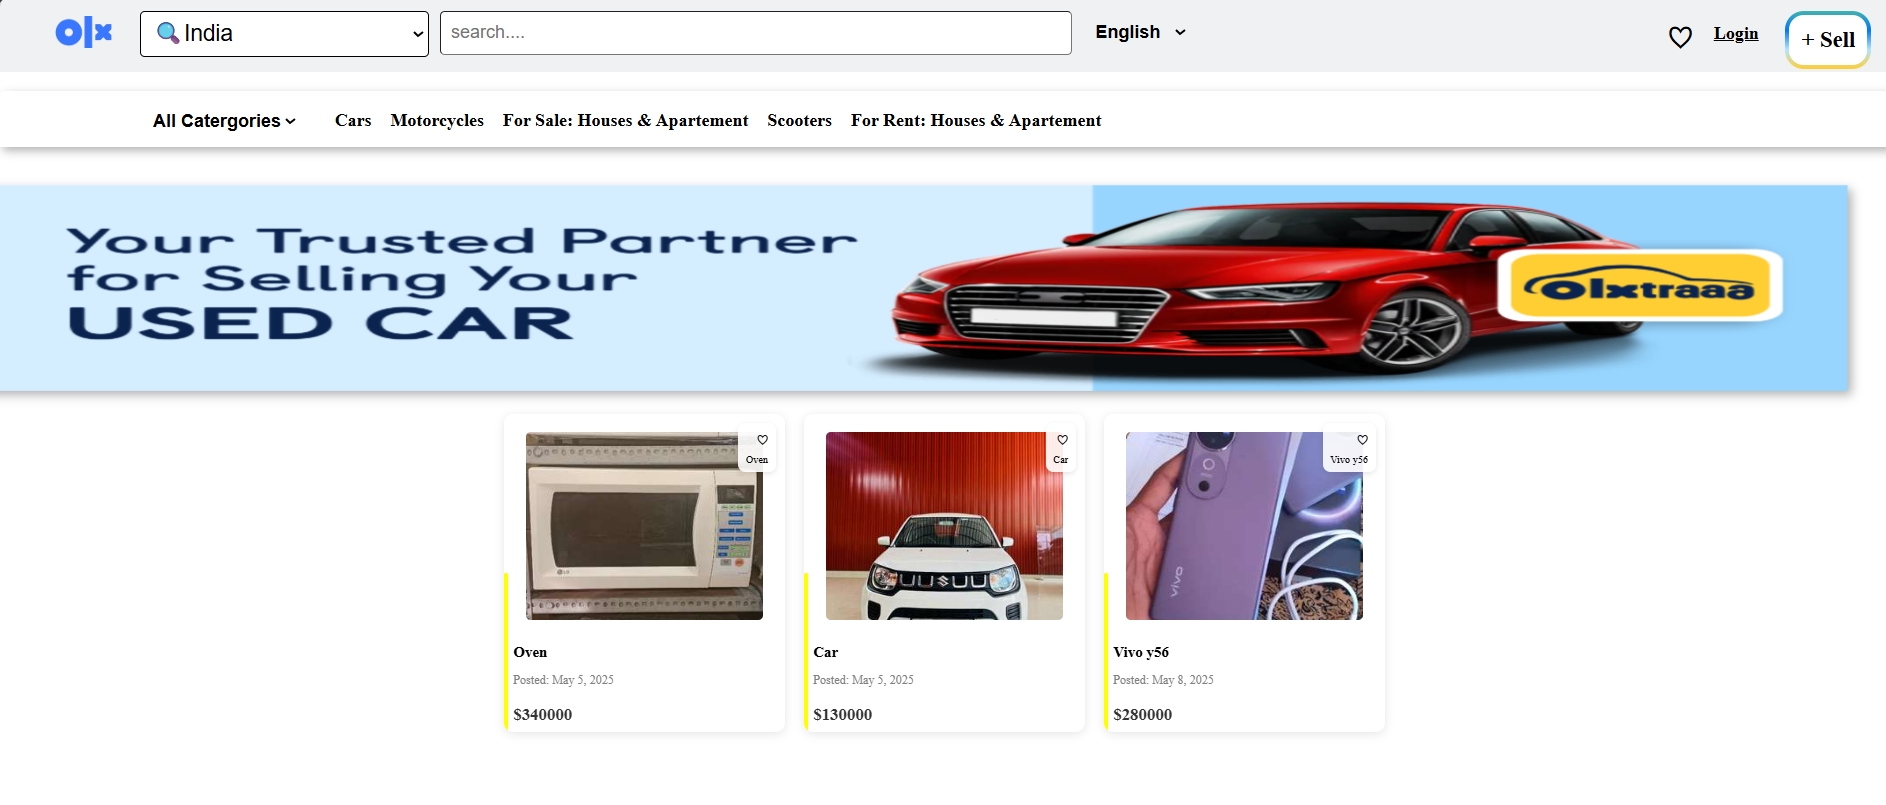 olx
India
search....
English
Login
+ Sell
All Catergories
Cars
Motorcycles
For Sale: Houses & Apartement
Scooters
For Rent: Houses & Apartement
Your Trusted Partner
for Selling Your
USED CAR
olxtraaa
Oven
Car
Vivo y56
LG
vivo
Oven
Posted: May 5, 2025
$340000
Car
Posted: May 5, 2025
$130000
Vivo y56
Posted: May 8, 2025
$280000